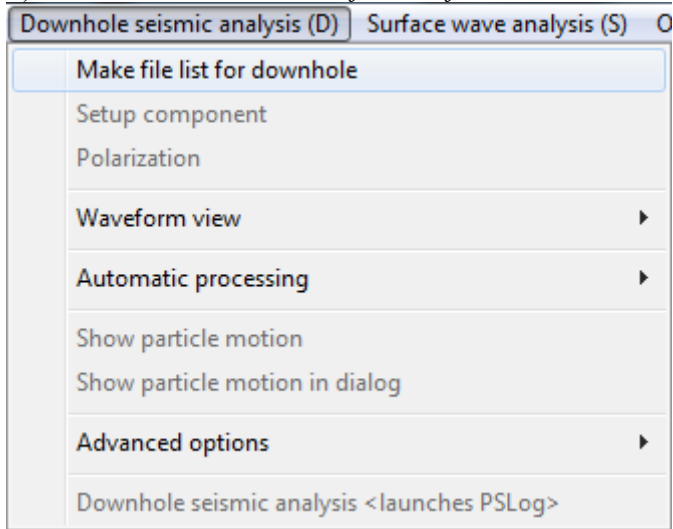 Downhole seismic analysis (D) Surface wave analysis (S)
Make file list for downhole
Setup component
Polarization
Waveform view
Automatic processing
Show particle motion
Show particle motion in dialog
Advanced options
Downhole seismic analysis <launches PSLog>